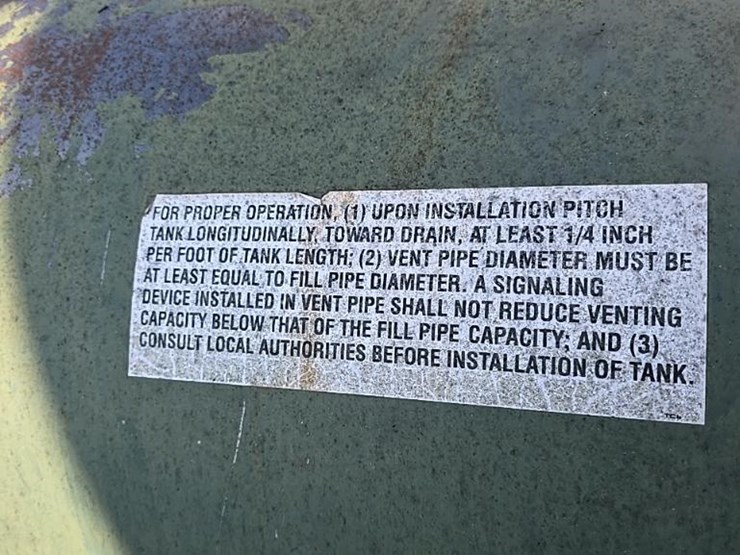 FOR PROPER OPERATION, (1) UPON INSTALLATION PITCH
TANK LONGITUDINALLY, TOWARD DRAIN, AT LEAST 1/4 INCH
PER FOOT OF TANK LENGTH; (2) VENT PIPE DIAMETER MUST BE
AT LEAST EQUAL TO FILL PIPE DIAMETER. A SIGNALING
DEVICE INSTALLED IN VENT PIPE SHALL NOT REDUCE VENTING
CAPACITY BELOW THAT OF THE FILL PIPE CAPACITY; AND (3)
CONSULT LOCAL AUTHORITIES BEFORE INSTALLATION OF TANK.